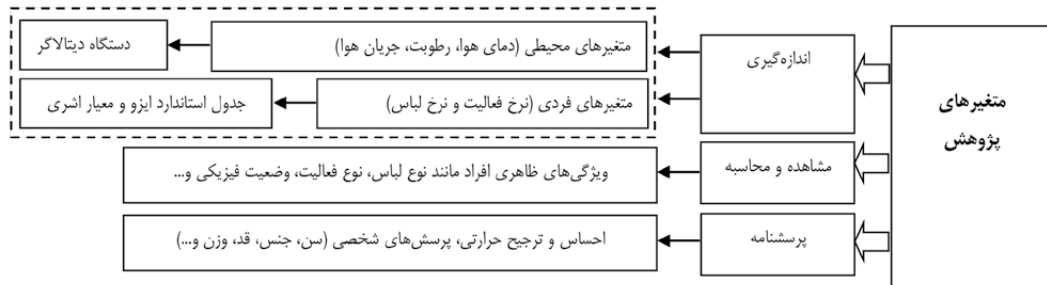 متغیرهای
پژوهش
اندازه‌گیری
متغیرهای محیطی (دمای هوا، رطوبت، جریان هوا)
دستگاه دیتالاگر
متغیرهای فردی (نرخ فعالیت و نرخ لباس)
جدول استاندارد ایزو و معیار اشری
مشاهده و محاسبه
ویژگی‌های ظاهری افراد مانند نوع لباس، نوع فعالیت، وضعیت فیزیکی و...
پرسشنامه
احساس و ترجیح حرارتی، پرسش‌های شخصی (سن، جنس، قد، وزن و...)